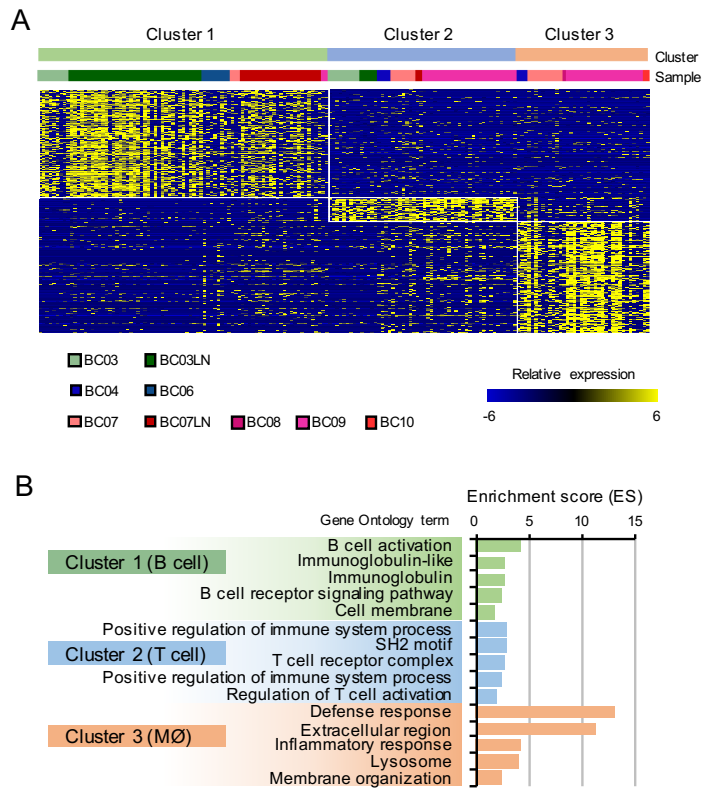 A
Cluster 1 Cluster 2 Cluster 3
Cluster
Sample
BC03 BC03LN
BC04 BC06
BC07 BC07LN BC08 BC09 BC10
Relative expression
-6 6
B
Enrichment score (ES)
Gene Ontology term 0 5 10 15
Cluster 1 (B cell)
B cell activation
Immunoglobulin-like
Immunoglobulin
B cell receptor signaling pathway
Cell membrane
Cluster 2 (T cell)
Positive regulation of immune system process
SH2 motif
T cell receptor complex
Positive regulation of immune system process
Regulation of T cell activation
Cluster 3 (MØ)
Defense response
Extracellular region
Inflammatory response
Lysosome
Membrane organization